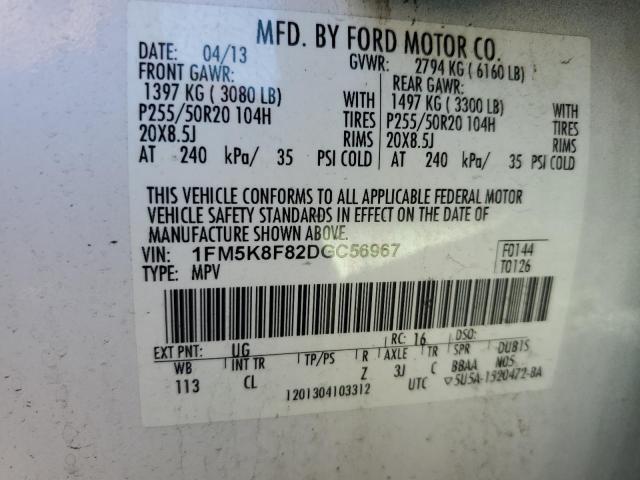 MFD. BY FORD MOTOR CO.
DATE: 04/13 GVWR: 2794 KG ( 6160 LB)
FRONT GAWR: REAR GAWR:
1397 KG ( 3080 LB) WITH 1497 KG ( 3300 LB) WITH
P255/50R20 104H TIRES P255/50R20 104H TIRES
20X8.5J RIMS 20X8.5J RIMS
AT 240 kPa/ 35 PSI COLD AT 240 kPa/ 35 PSI COLD
THIS VEHICLE CONFORMS TO ALL APPLICABLE FEDERAL MOTOR
VEHICLE SAFETY STANDARDS IN EFFECT ON THE DATE OF
MANUFACTURE SHOWN ABOVE.
VIN: 1FM5K8F82DGC56967 F0144
TYPE: MPV T0126
EXT PNT: UG RC: 16 DSO:
WB INT TR TP/PS R AXLE TR SPR DUBIS
113 CL Z 3J C BBAA NOS
1201304103312 UTC ▽5U5A-1520472-BA